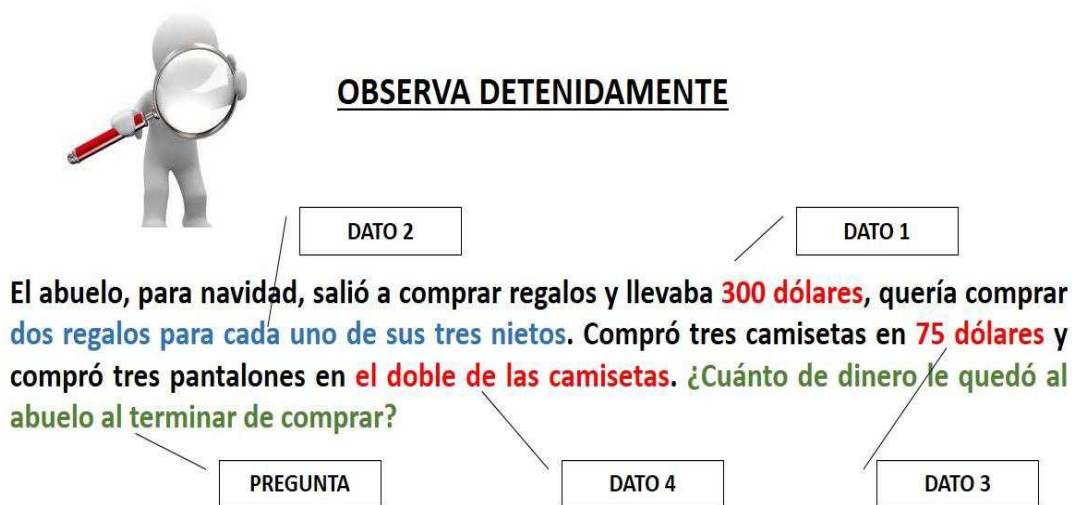 OBSERVA DETENIDAMENTE
DATO 2
DATO 1
El abuelo, para navidad, salió a comprar regalos y llevaba 300 dólares, quería comprar
dos regalos para cada uno de sus tres nietos. Compró tres camisetas en 75 dólares y
compró tres pantalones en el doble de las camisetas. ¿Cuánto de dinero le quedó al
abuelo al terminar de comprar?
PREGUNTA
DATO 4
DATO 3